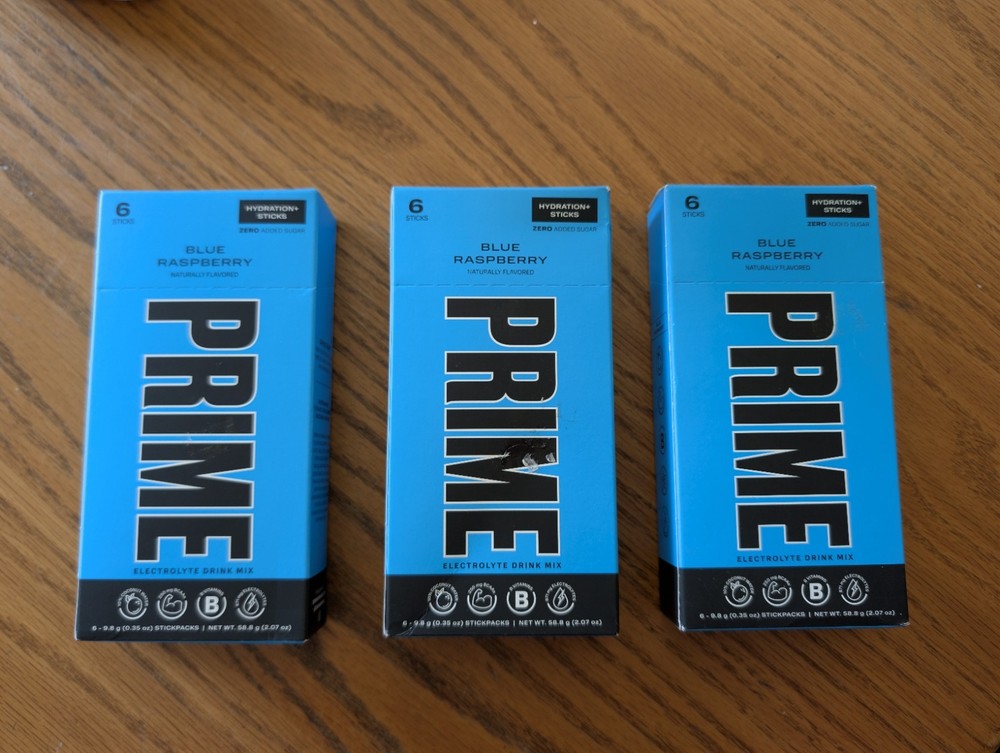 6
STICKS
HYDRATION+
STICKS
ZERO ADDED SUGAR
BLUE
RASPBERRY
NATURALLY FLAVORED
PRIME
ELECTROLYTE DRINK MIX
B
6 - 9.8 g (0.35 oz) STICKPACKS | NET WT. 58.8 g (2.07 oz)
6
STICKS
HYDRATION+
STICKS
ZERO ADDED SUGAR
BLUE
RASPBERRY
NATURALLY FLAVORED
PRIME
ELECTROLYTE DRINK MIX
B VITAMINS
B
6 - 9.8 g (0.35 oz) STICKPACKS | NET WT. 58.8 g (2.07 oz)
6
STICKS
HYDRATION+
STICKS
ZERO ADDED SUGAR
BLUE
RASPBERRY
NATURALLY FLAVORED
PRIME
ELECTROLYTE DRINK MIX
B VITAMINS
B
6 - 9.8 g (0.35 oz) STICKPACKS | NET WT. 58.8 g (2.07 oz)